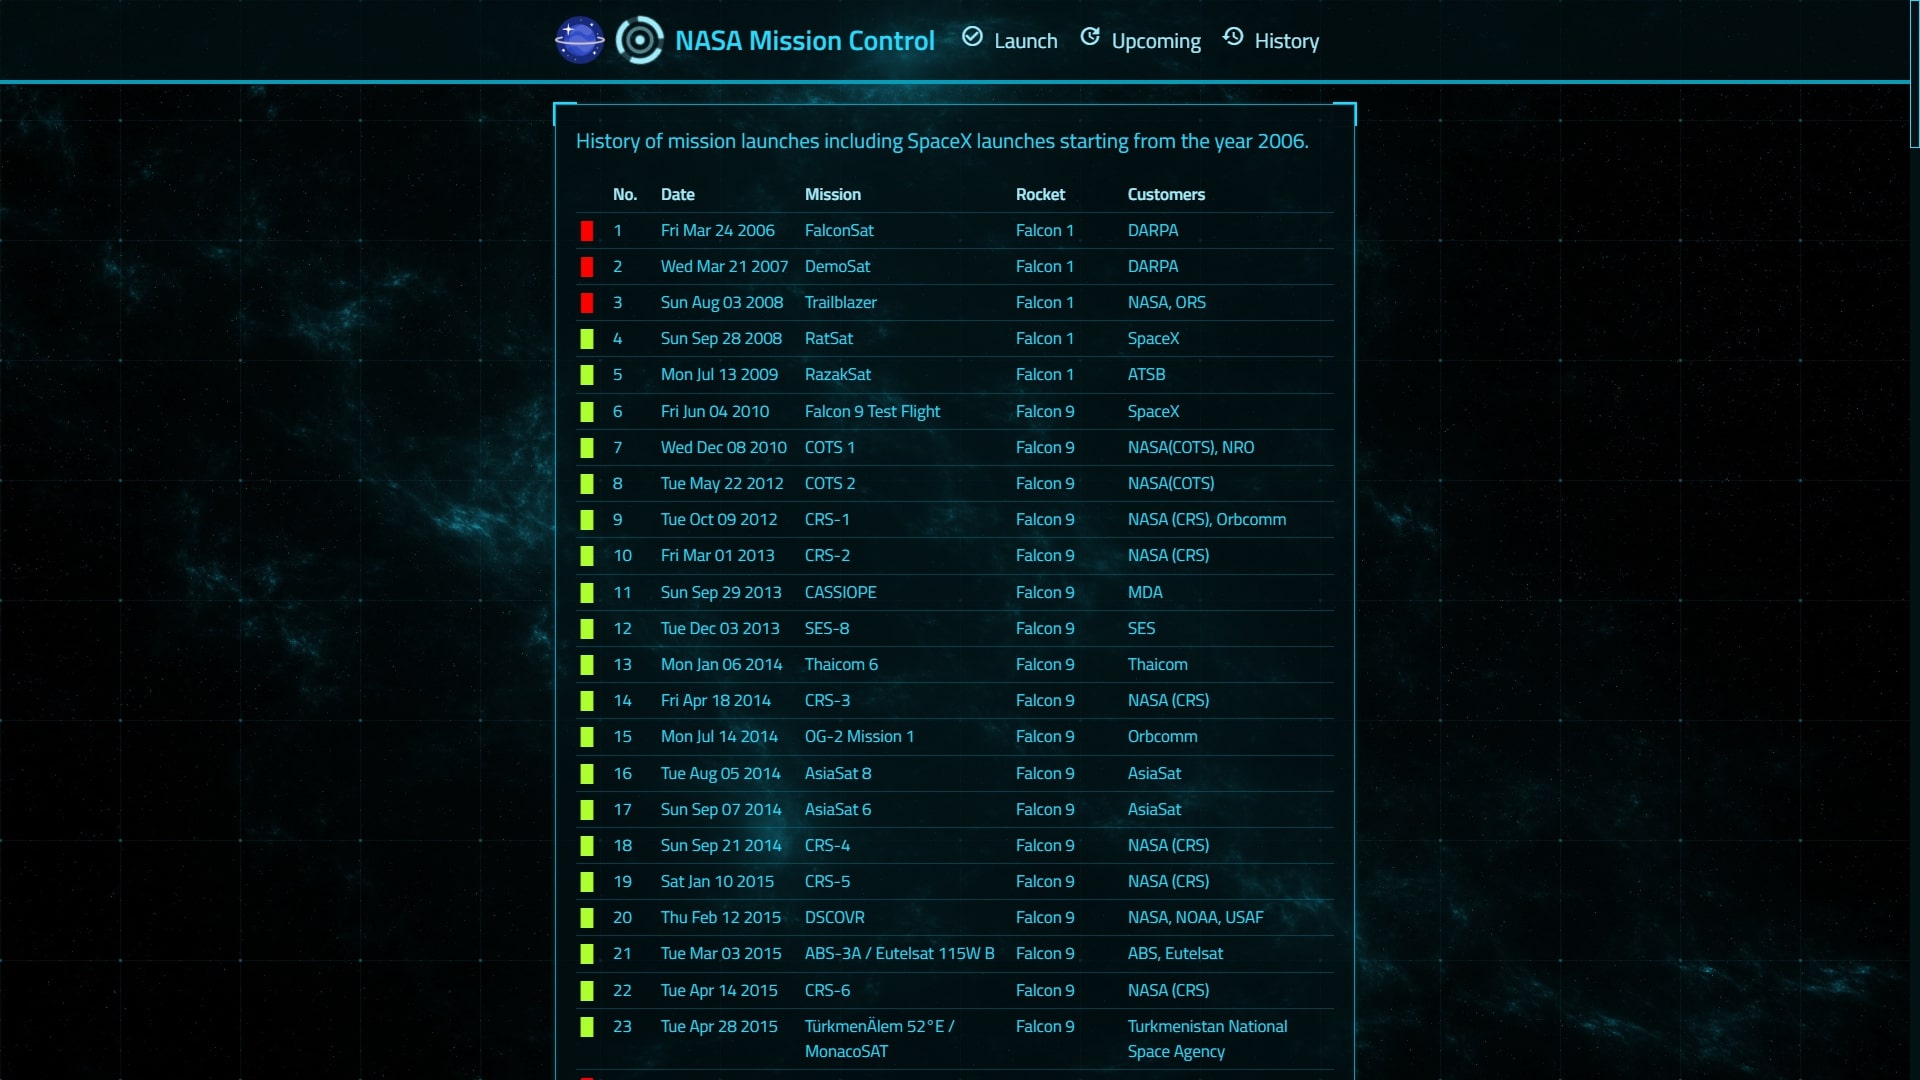 NASA Mission Control Launch Upcoming History
History of mission launches including SpaceX launches starting from the year 2006.
No. Date Mission Rocket Customers
1 Fri Mar 24 2006 FalconSat Falcon 1 DARPA
2 Wed Mar 21 2007 DemoSat Falcon 1 DARPA
3 Sun Aug 03 2008 Trailblazer Falcon 1 NASA, ORS
4 Sun Sep 28 2008 RatSat Falcon 1 SpaceX
5 Mon Jul 13 2009 RazakSat Falcon 1 ATSB
6 Fri Jun 04 2010 Falcon 9 Test Flight Falcon 9 SpaceX
7 Wed Dec 08 2010 COTS 1 Falcon 9 NASA(COTS), NRO
8 Tue May 22 2012 COTS 2 Falcon 9 NASA(COTS)
9 Tue Oct 09 2012 CRS-1 Falcon 9 NASA (CRS), Orbcomm
10 Fri Mar 01 2013 CRS-2 Falcon 9 NASA (CRS)
11 Sun Sep 29 2013 CASSIOPE Falcon 9 MDA
12 Tue Dec 03 2013 SES-8 Falcon 9 SES
13 Mon Jan 06 2014 Thaicom 6 Falcon 9 Thaicom
14 Fri Apr 18 2014 CRS-3 Falcon 9 NASA (CRS)
15 Mon Jul 14 2014 OG-2 Mission 1 Falcon 9 Orbcomm
16 Tue Aug 05 2014 AsiaSat 8 Falcon 9 AsiaSat
17 Sun Sep 07 2014 AsiaSat 6 Falcon 9 AsiaSat
18 Sun Sep 21 2014 CRS-4 Falcon 9 NASA (CRS)
19 Sat Jan 10 2015 CRS-5 Falcon 9 NASA (CRS)
20 Thu Feb 12 2015 DSCOVR Falcon 9 NASA, NOAA, USAF
21 Tue Mar 03 2015 ABS-3A / Eutelsat 115W B Falcon 9 ABS, Eutelsat
22 Tue Apr 14 2015 CRS-6 Falcon 9 NASA (CRS)
23 Tue Apr 28 2015 TürkmenÄlem 52°E / Falcon 9 Turkmenistan National
MonacoSAT Space Agency